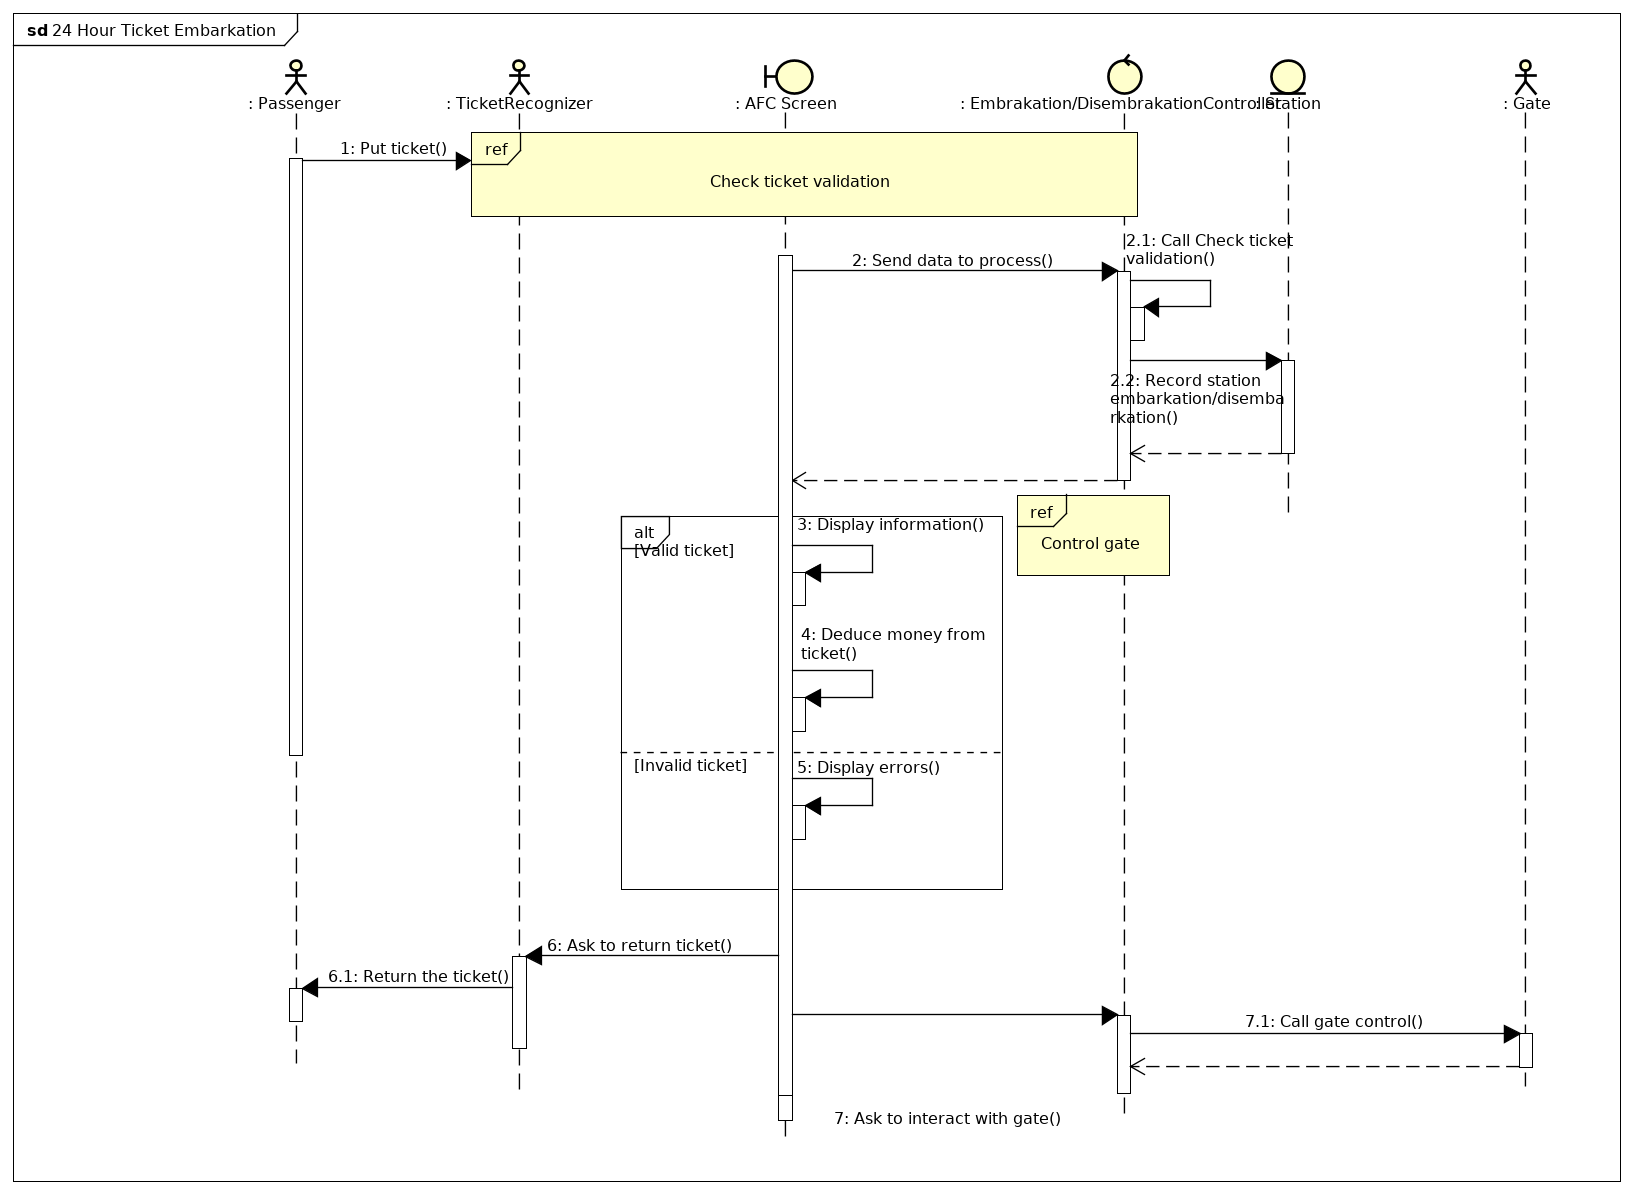 sd 24 Hour Ticket Embarkation
: Passenger
: TicketRecognizer
: AFC Screen
: Embrakation/DisembrakationController
: Station
: Gate
1: Put ticket()
ref
Check ticket validation
2.1: Call Check ticket
validation()
2: Send data to process()
2.2: Record station
embarkation/disemba
rkation()
ref
Control gate
alt
[Valid ticket]
3: Display information()
4: Deduce money from
ticket()
[Invalid ticket]
5: Display errors()
6: Ask to return ticket()
6.1: Return the ticket()
7.1: Call gate control()
7: Ask to interact with gate()